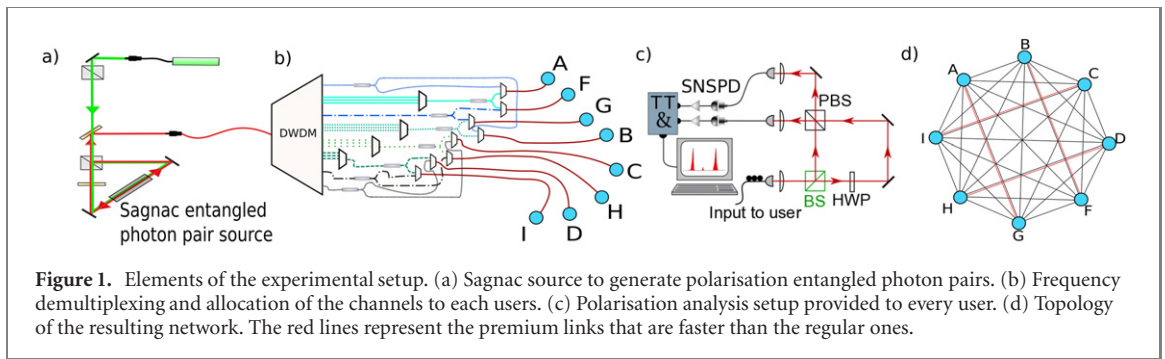 a)
Sagnac entangled
photon pair source
b)
DWDM
A
F
G
B
C
H
D
I
c)
SNSPD
TT
&
PBS
Input to user
BS
HWP
d)
B
A
C
I
D
H
F
G
Figure 1. Elements of the experimental setup. (a) Sagnac source to generate polarisation entangled photon pairs. (b) Frequency
demultiplexing and allocation of the channels to each users. (c) Polarisation analysis setup provided to every user. (d) Topology
of the resulting network. The red lines represent the premium links that are faster than the regular ones.